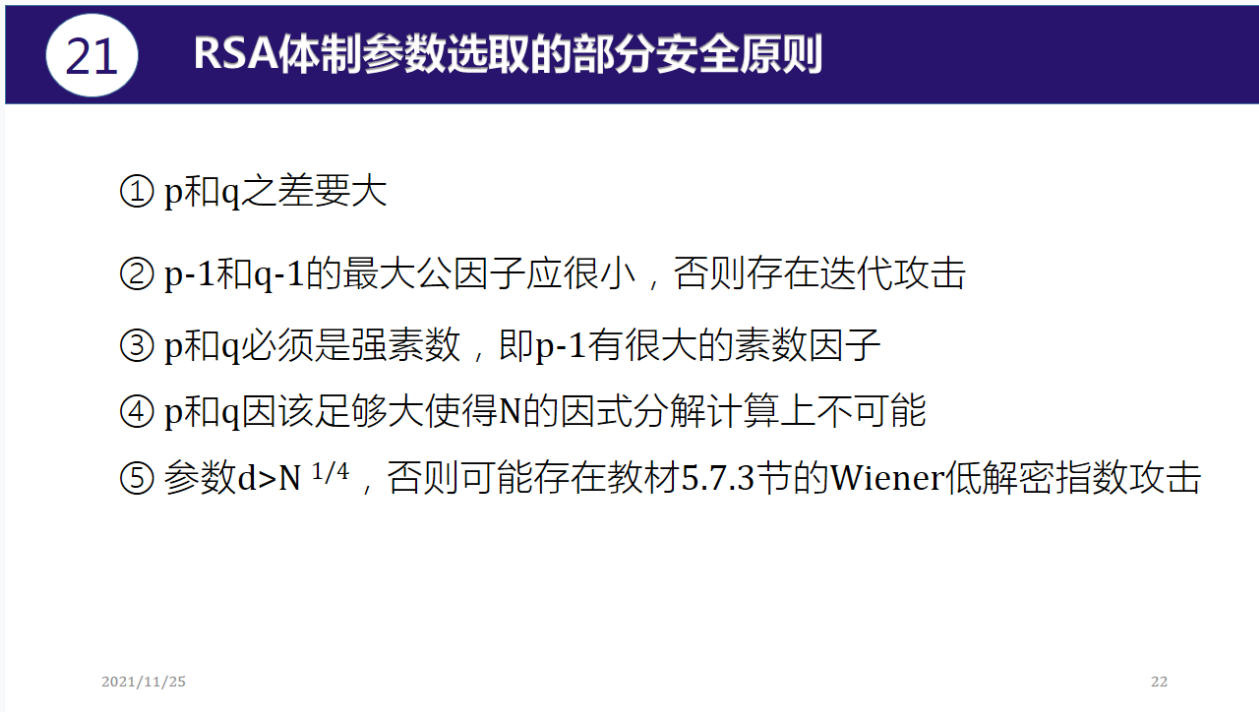 21
RSA体制参数选取的部分安全原则
① p和q之差要大
② p-1和q-1的最大公因子应很小，否则存在迭代攻击
③ p和q必须是强素数，即p-1有很大的素数因子
④ p和q因该足够大使得N的因式分解计算上不可能
⑤ 参数d>N 1/4，否则可能存在教材5.7.3节的Wiener低解密指数攻击
2021/11/25
22